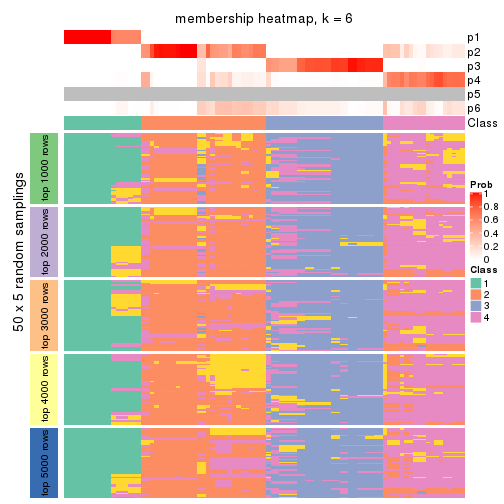 membership heatmap, k = 6
p1
p2
p3
p4
p5
p6
Class
50 x 5 random samplings
top 1000 rows
top 2000 rows
top 3000 rows
top 4000 rows
top 5000 rows
Prob
1
0.8
0.6
0.4
0.2
0
Class
1
2
3
4